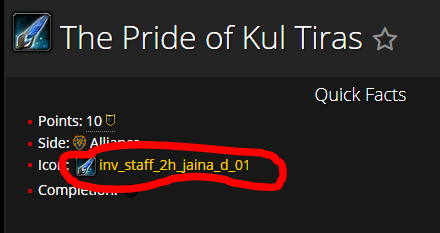 The Pride of Kul Tiras
Quick Facts
Points: 10
Side: Alliance
Icon: inv_staff_2h_jaina_d_01
Completion: